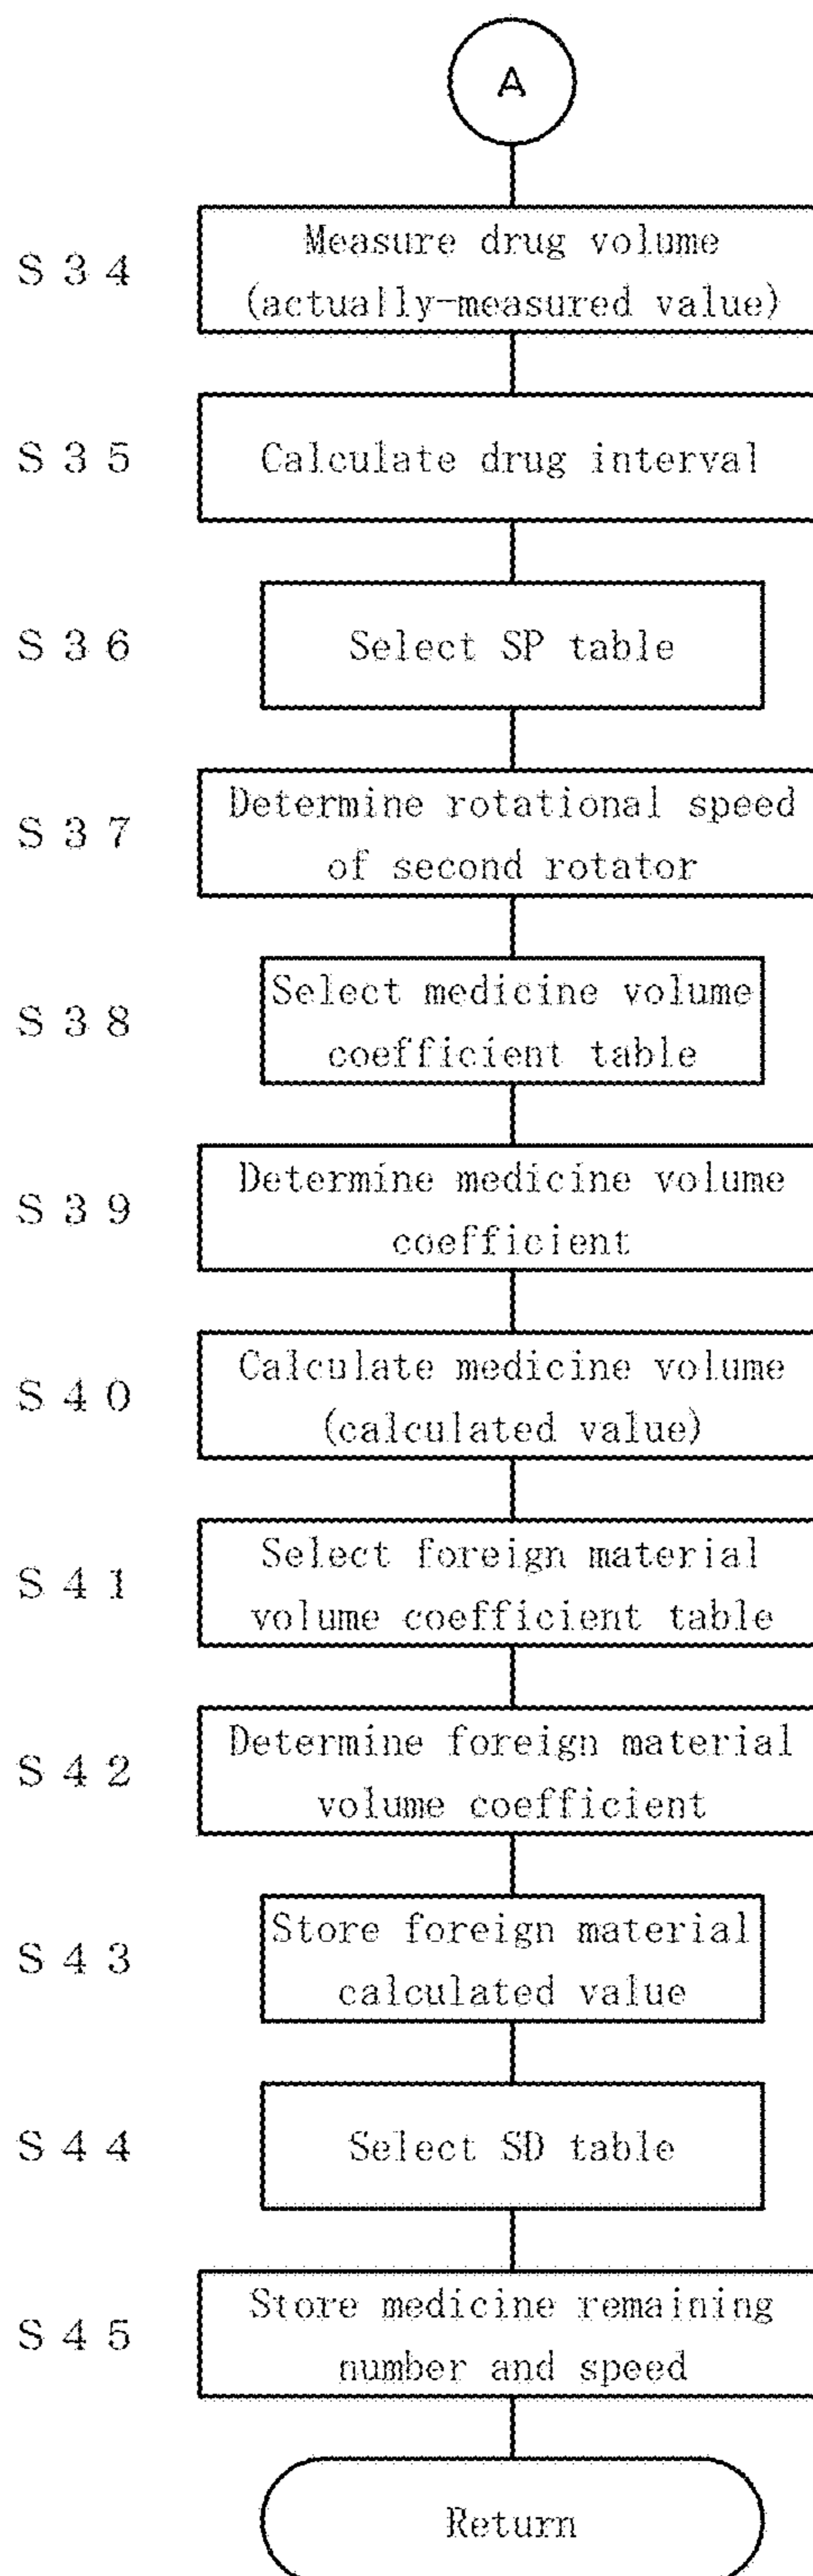 A
S34
Measure drug volume
(actually-measured value)
S35
Calculate drug interval
S36
Select SP table
S37
Determine rotational speed
of second rotator
S38
Select medicine volume
coefficient table
S39
Determine medicine volume
coefficient
S40
Calculate medicine volume
(calculated value)
S41
Select foreign material
volume coefficient table
S42
Determine foreign material
volume coefficient
S43
Store foreign material
calculated value
S44
Select SD table
S45
Store medicine remaining
number and speed
Return